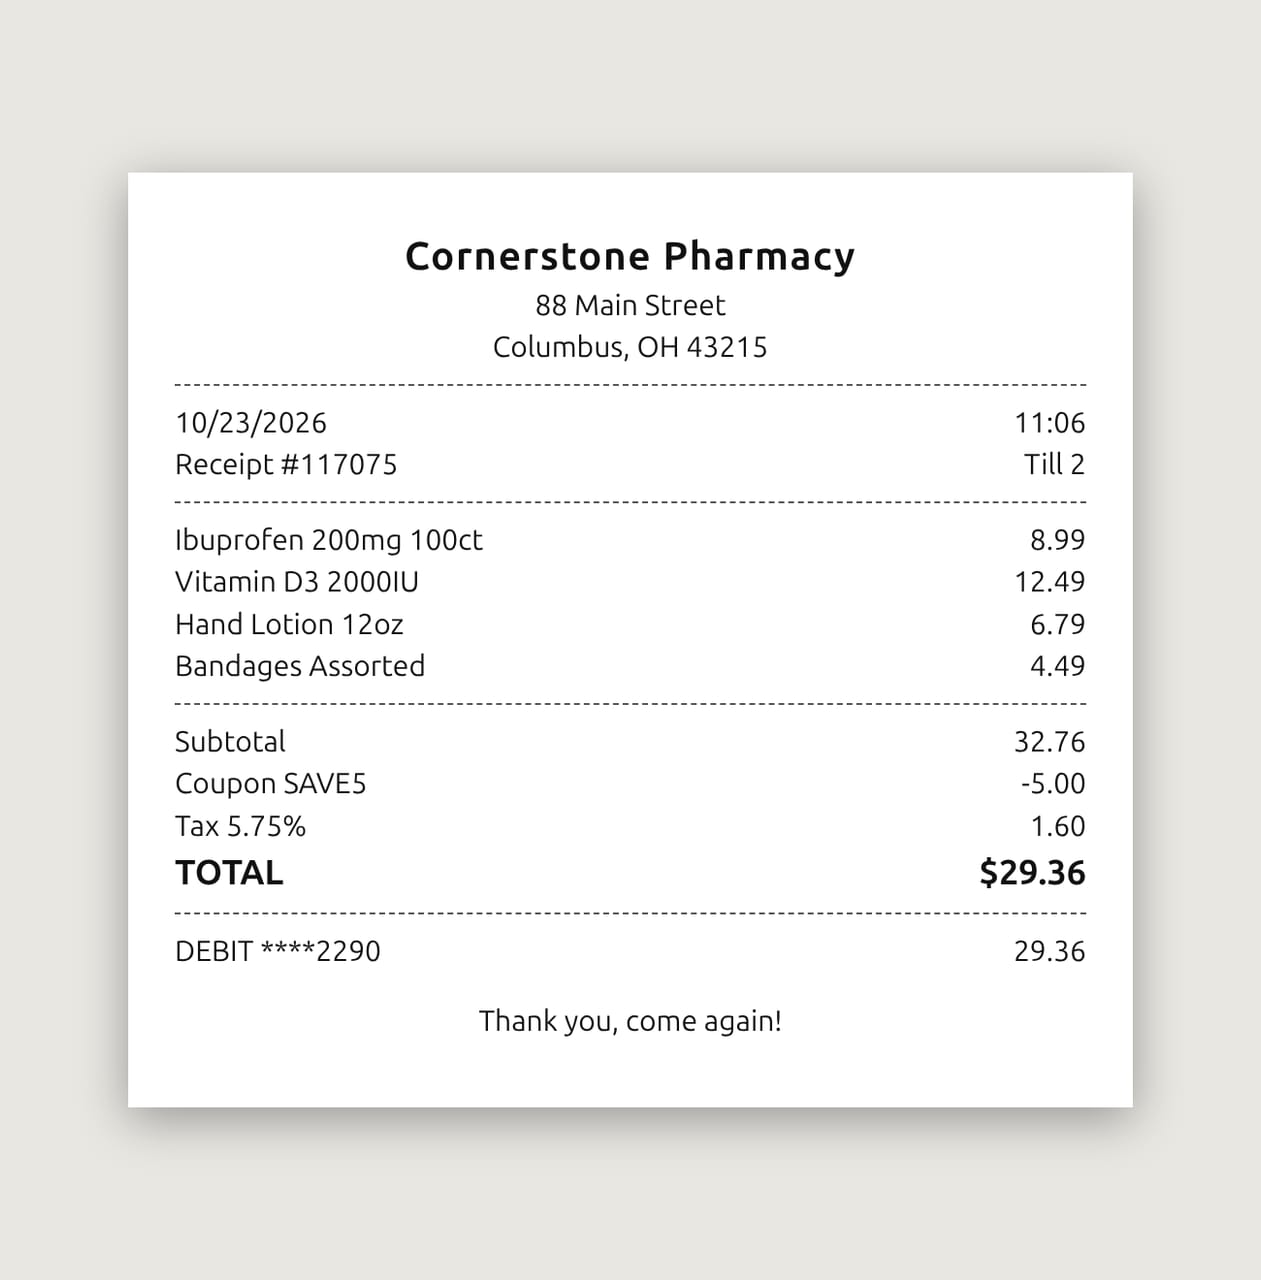 Cornerstone Pharmacy
88 Main Street
Columbus, OH 43215
10/23/2026 11:06
Receipt #117075 Till 2
Ibuprofen 200mg 100ct 8.99
Vitamin D3 2000IU 12.49
Hand Lotion 12oz 6.79
Bandages Assorted 4.49
Subtotal 32.76
Coupon SAVE5 -5.00
Tax 5.75% 1.60
TOTAL $29.36
DEBIT ****2290 29.36
Thank you, come again!